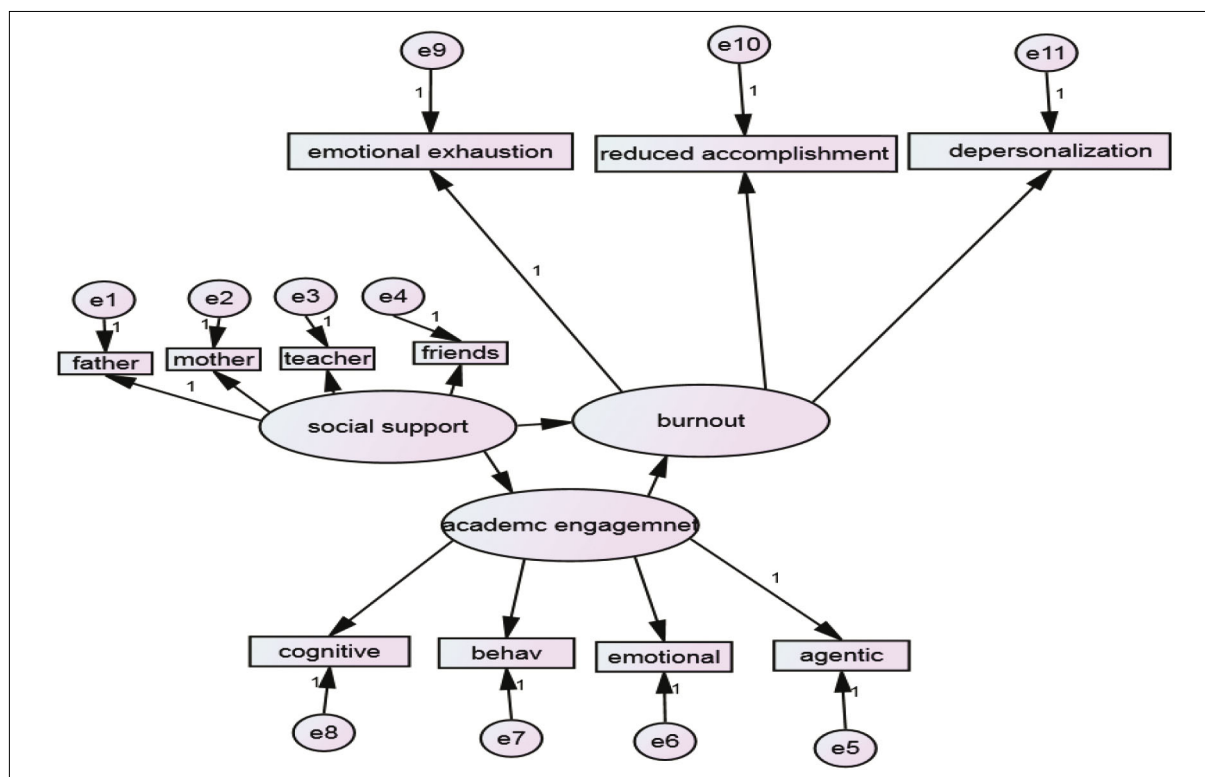 e9
e10
e11
1
1
1
emotional exhaustion
reduced accomplishment
depersonalization
1
e1
e2
e3
e4
1
1
1
1
father
mother
teacher
friends
1
social support
burnout
academc engagemnet
1
cognitive
behav
emotional
agentic
1
1
1
1
e8
e7
e6
e5